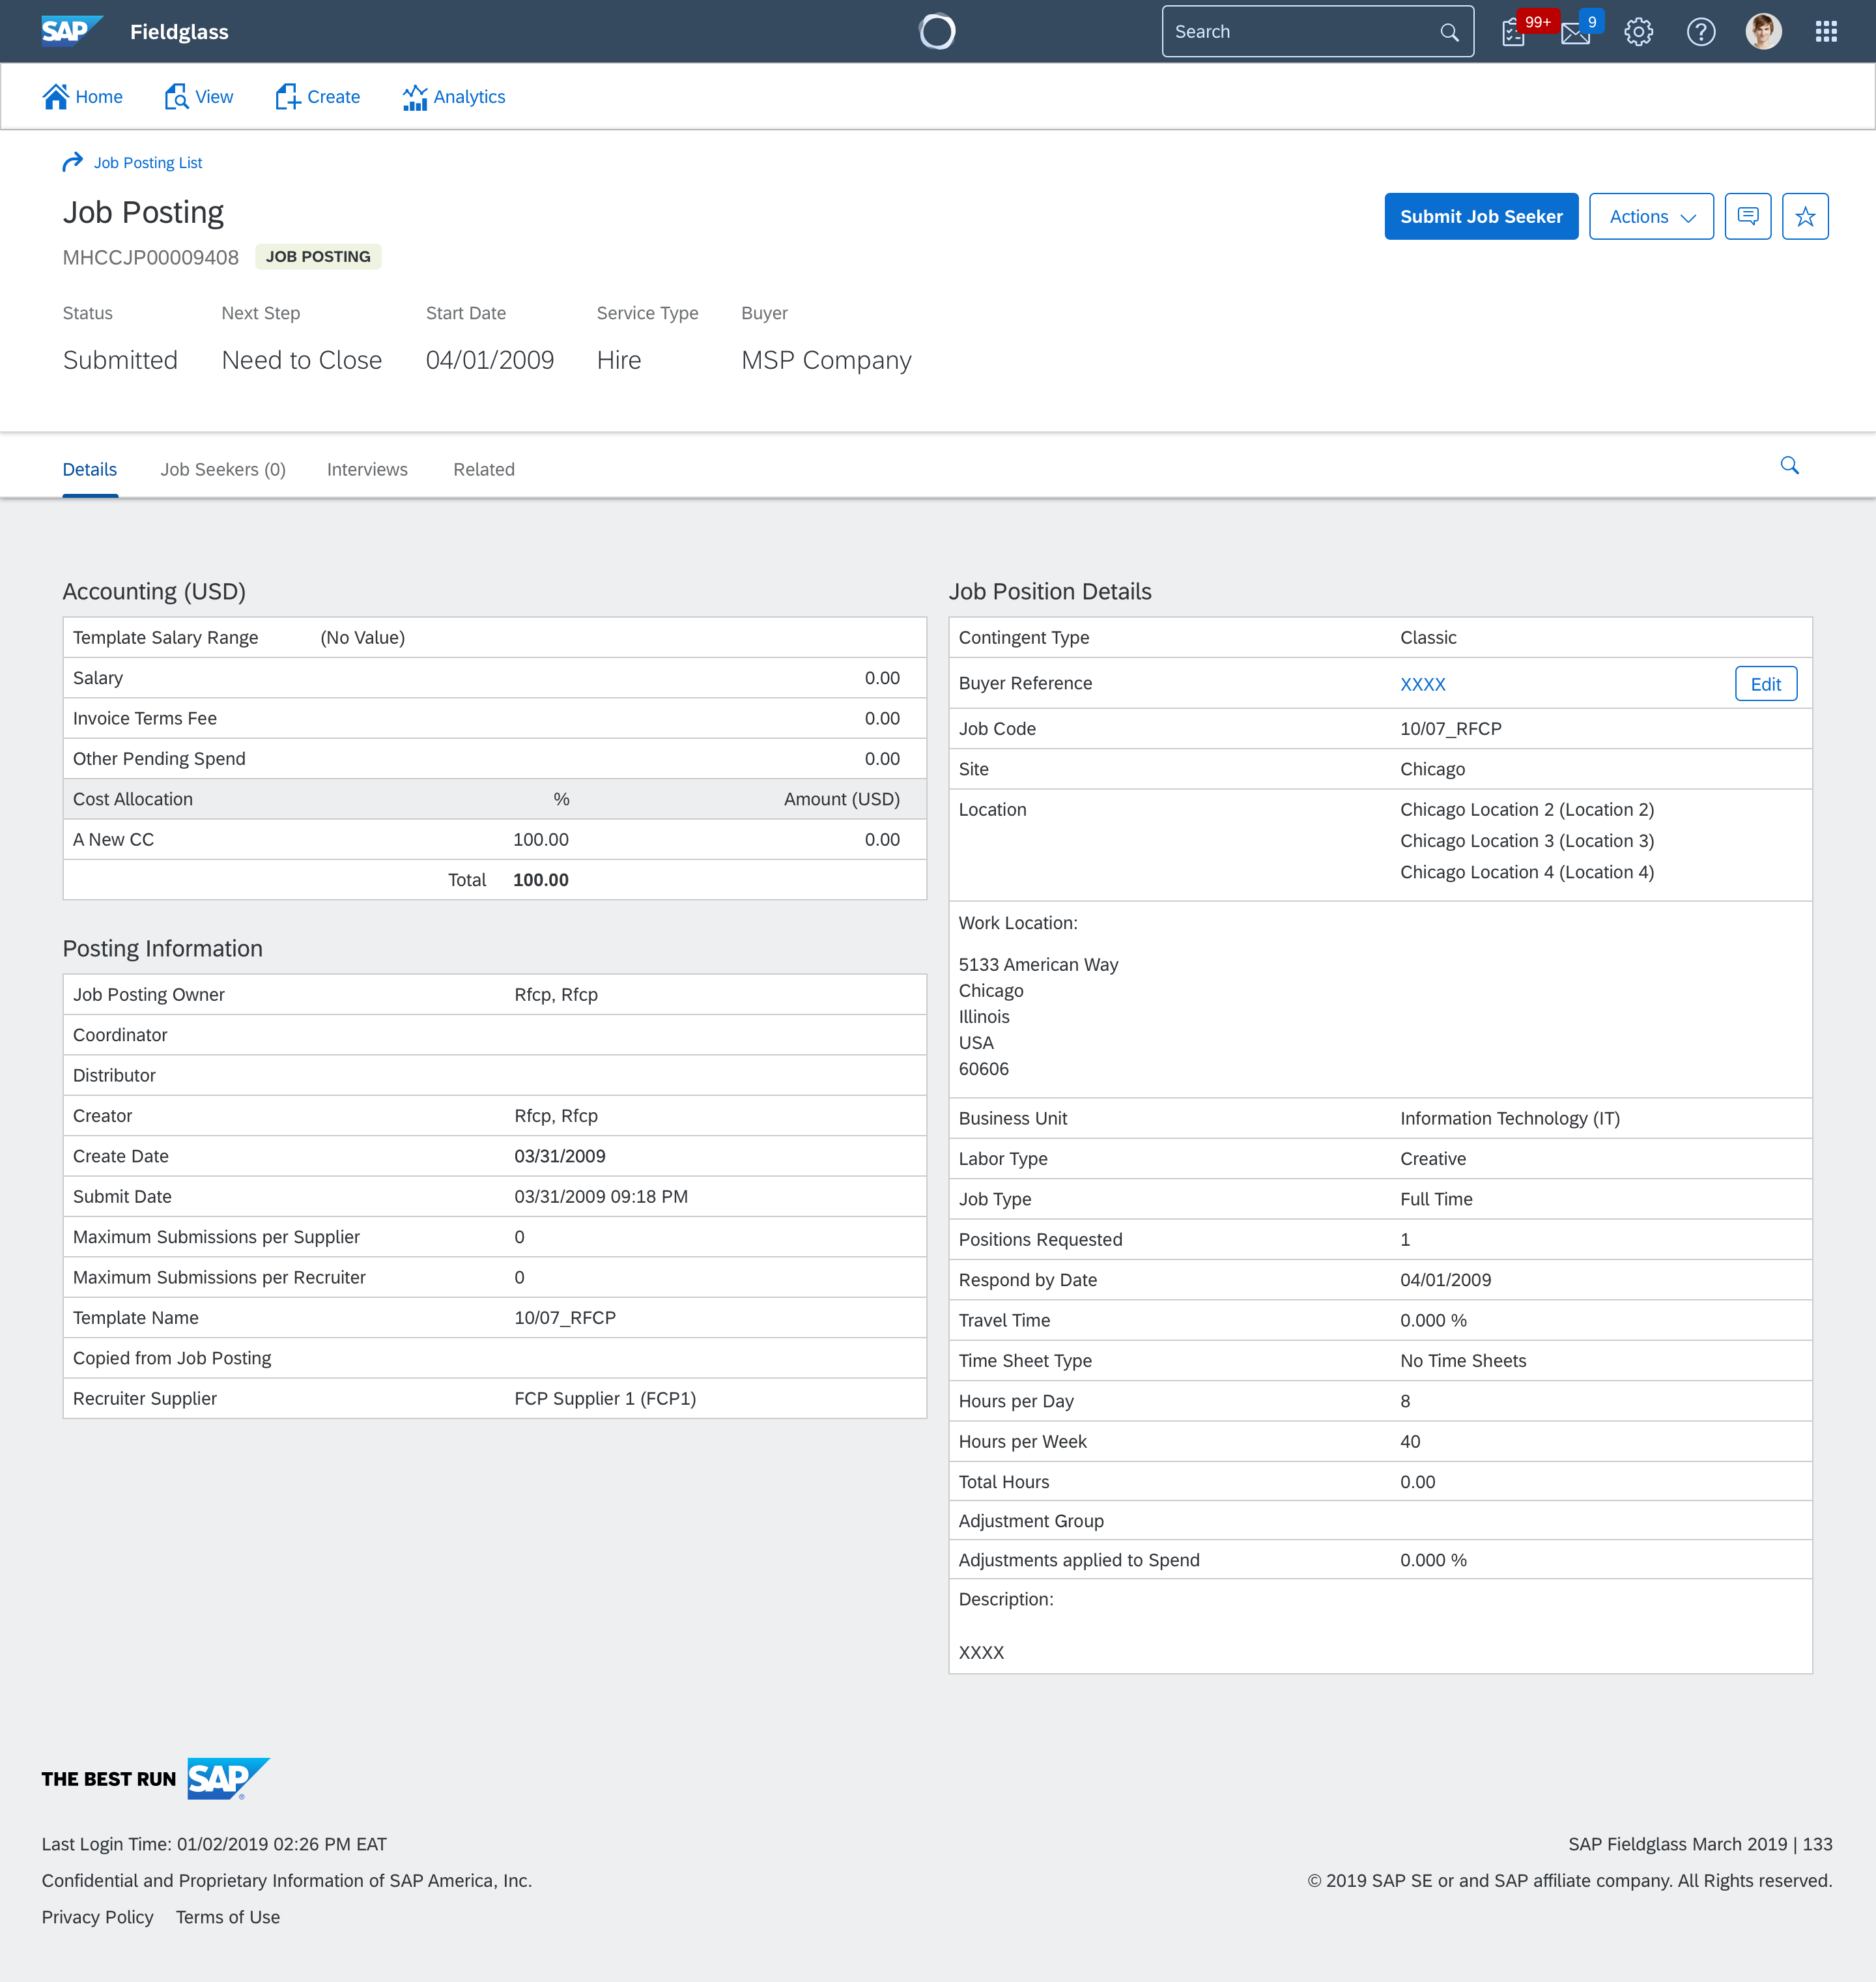 SAP Fieldglass
Search
99+
9
Home View Create Analytics
Job Posting List
Job Posting
Submit Job Seeker Actions
MHCCJP00009408 JOB POSTING
Status Next Step Start Date Service Type Buyer
Submitted Need to Close 04/01/2009 Hire MSP Company
Details Job Seekers (0) Interviews Related
Accounting (USD)
Template Salary Range (No Value)
Salary 0.00
Invoice Terms Fee 0.00
Other Pending Spend 0.00
Cost Allocation % Amount (USD)
A New CC 100.00 0.00
Total 100.00
Posting Information
Job Posting Owner Rfcp, Rfcp
Coordinator
Distributor
Creator Rfcp, Rfcp
Create Date 03/31/2009
Submit Date 03/31/2009 09:18 PM
Maximum Submissions per Supplier 0
Maximum Submissions per Recruiter 0
Template Name 10/07_RFCP
Copied from Job Posting
Recruiter Supplier FCP Supplier 1 (FCP1)
Job Position Details
Contingent Type Classic
Buyer Reference XXXX Edit
Job Code 10/07_RFCP
Site Chicago
Location Chicago Location 2 (Location 2)
Chicago Location 3 (Location 3)
Chicago Location 4 (Location 4)
Work Location:
5133 American Way
Chicago
Illinois
USA
60606
Business Unit Information Technology (IT)
Labor Type Creative
Job Type Full Time
Positions Requested 1
Respond by Date 04/01/2009
Travel Time 0.000 %
Time Sheet Type No Time Sheets
Hours per Day 8
Hours per Week 40
Total Hours 0.00
Adjustment Group
Adjustments applied to Spend 0.000 %
Description:
XXXX
THE BEST RUN SAP®
Last Login Time: 01/02/2019 02:26 PM EAT
SAP Fieldglass March 2019 | 133
Confidential and Proprietary Information of SAP America, Inc.
© 2019 SAP SE or and SAP affiliate company. All Rights reserved.
Privacy Policy Terms of Use